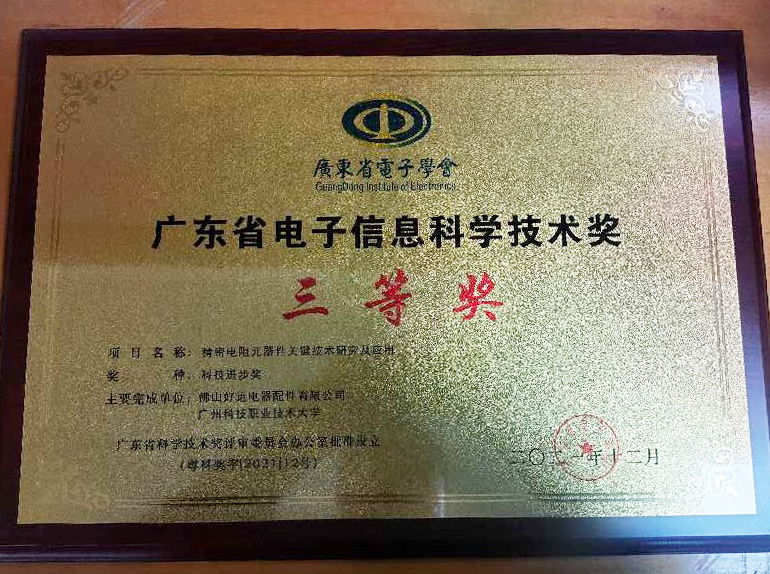 廣東省電子學會
GuangDong Institute of Electronics
广东省电子信息科学技术奖
三等奖
项目名称：精密电阻元器件关键技术研究及应用
奖种：科技进步奖
主要完成单位：佛山好运电器配件有限公司
广州科技职业技术大学
广东省科学技术奖评审委员会办公室批准设立
（粤科奖字[2021]12号）
二〇二一年十二月